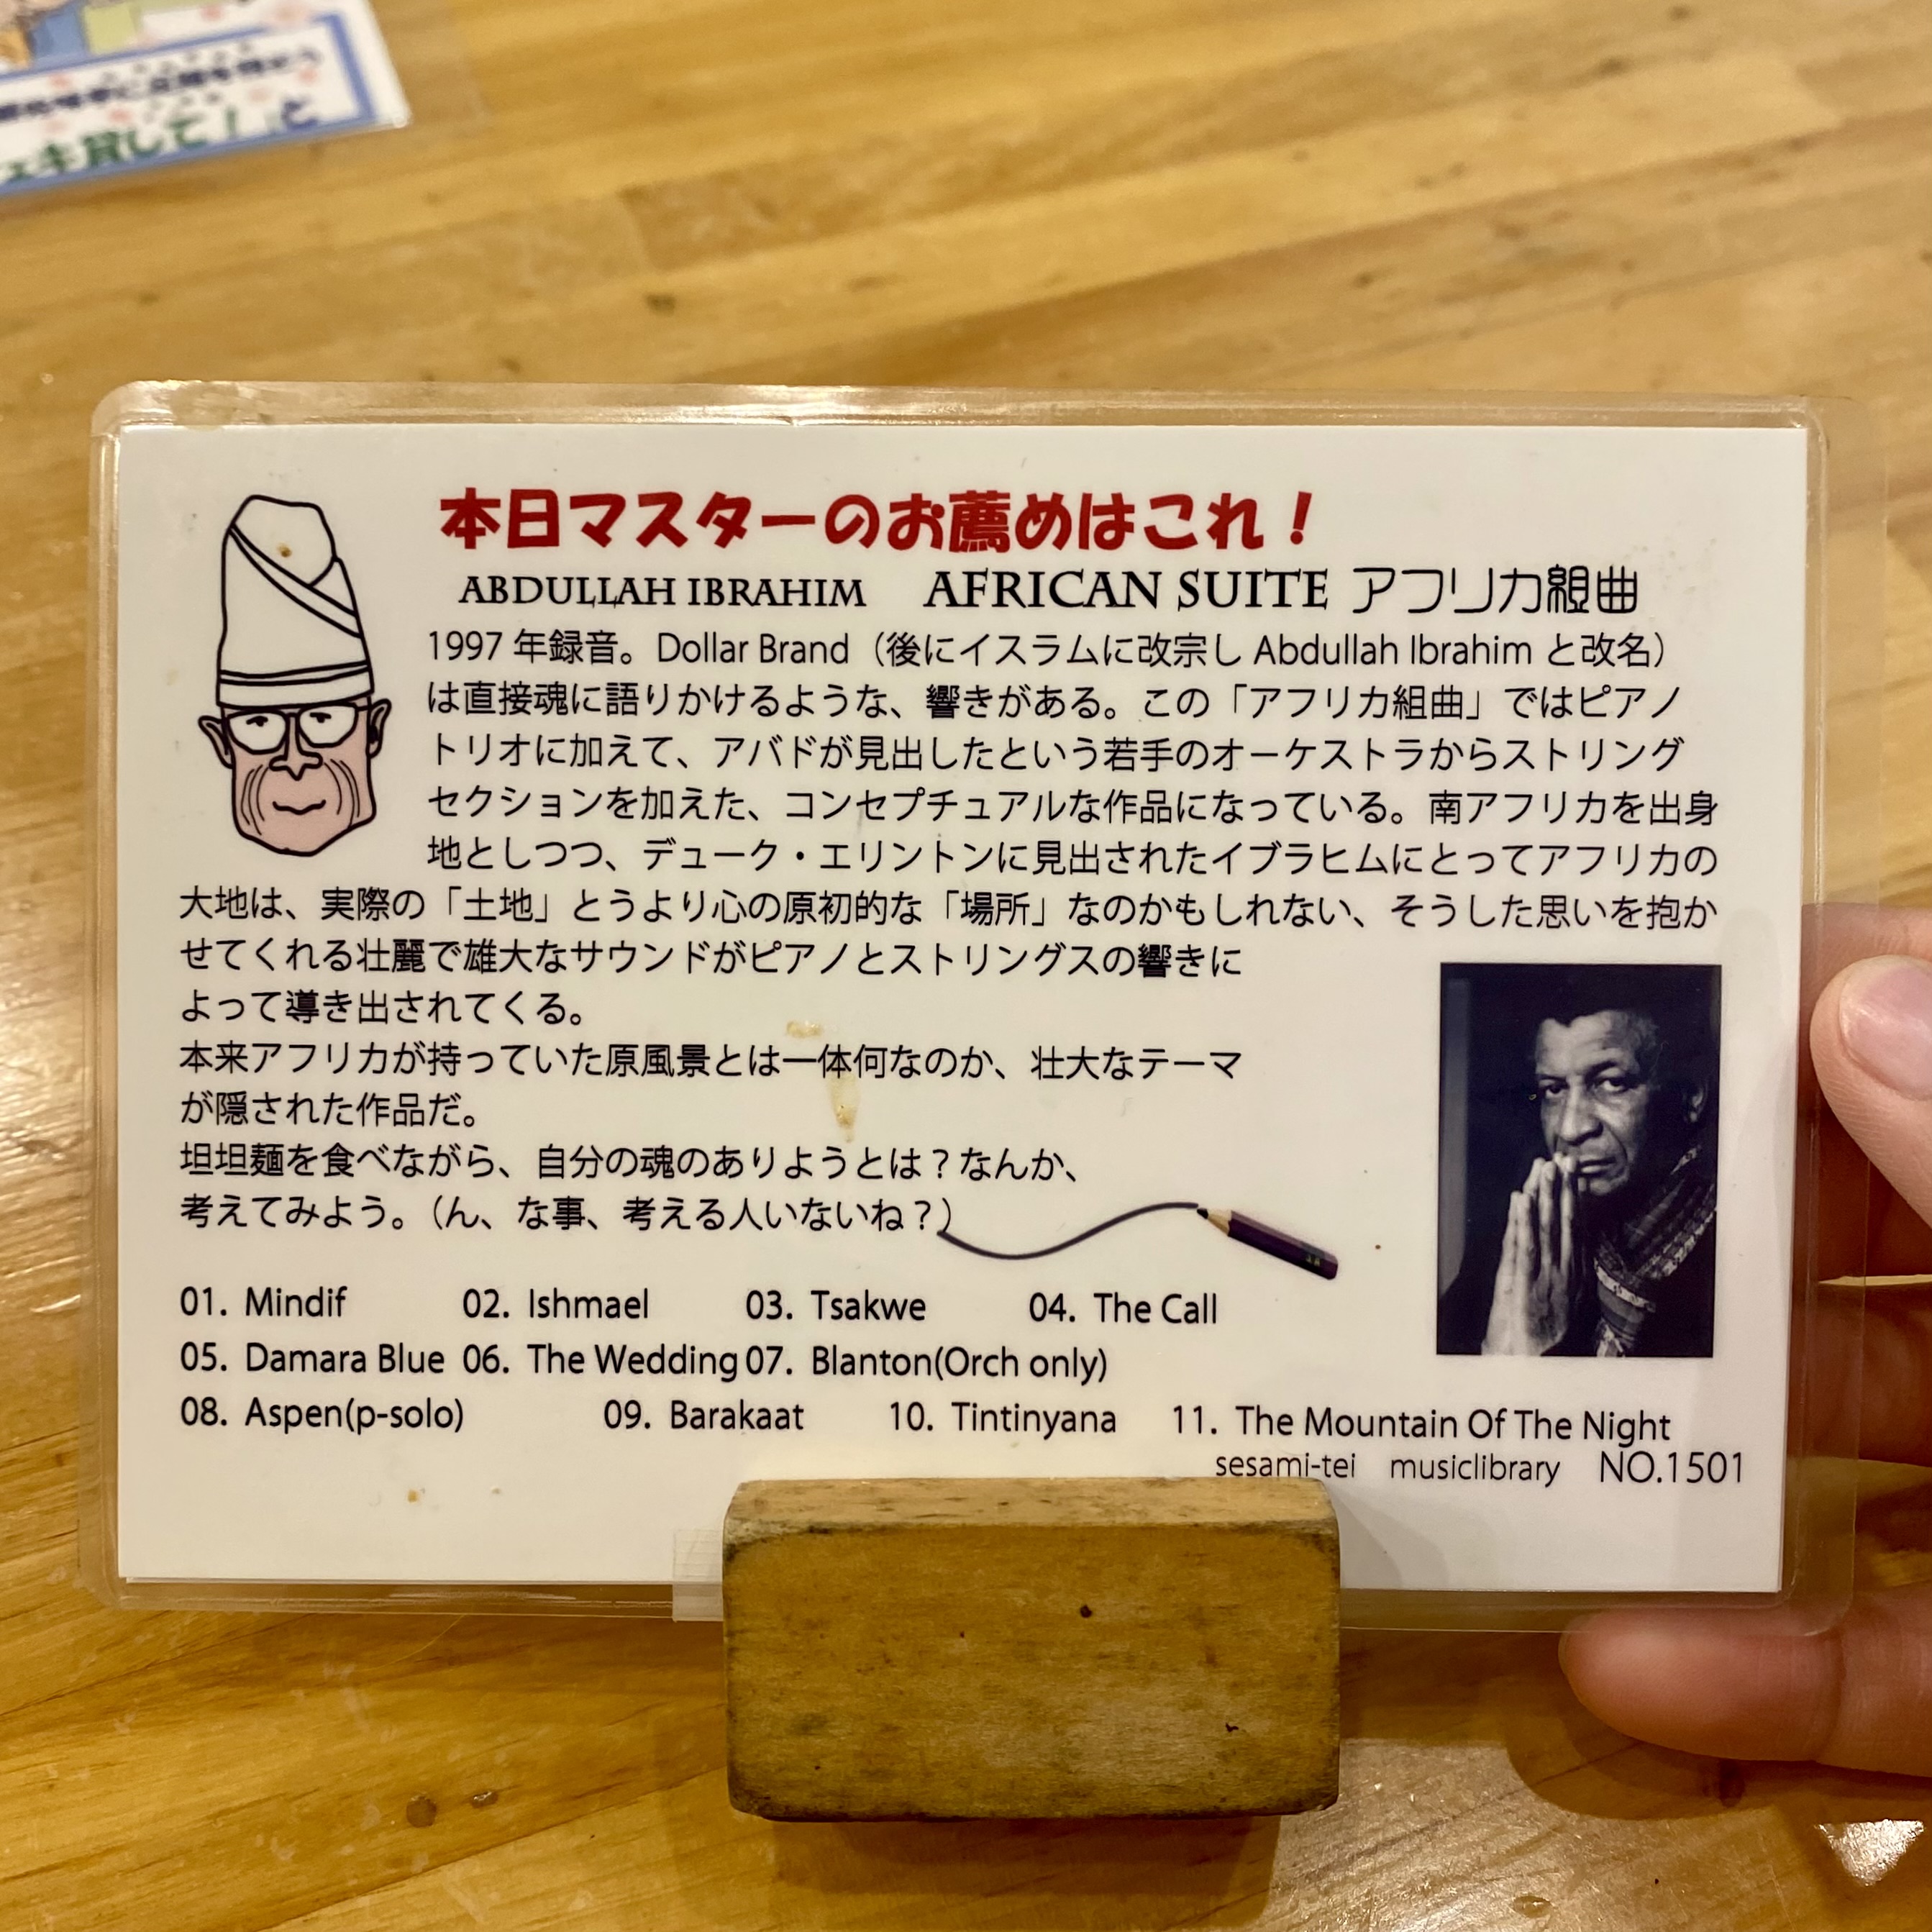 キ貸して！」と
本日マスターのお薦めはこれ！
ABDULLAH IBRAHIM AFRICAN SUITE アフリカ組曲
1997 年録音。Dollar Brand（後にイスラムに改宗し Abdullah Ibrahim と改名）
は直接魂に語りかけるような、響きがある。この「アフリカ組曲」ではピアノ
トリオに加えて、アバドが見出したという若手のオーケストラからストリング
セクションを加えた、コンセプチュアルな作品になっている。南アフリカを出身
地としつつ、デューク・エリントンに見出されたイブラヒムにとってアフリカの
大地は、実際の「土地」とうより心の原初的な「場所」なのかもしれない、そうした思いを抱か
せてくれる壮麗で雄大なサウンドがピアノとストリングスの響きに
よって導き出されてくる。
本来アフリカが持っていた原風景とは一体何なのか、壮大なテーマ
が隠された作品だ。
坦坦麺を食べながら、自分の魂のありようとは？なんか、
考えてみよう。（ん、な事、考える人いないね？）
01. Mindif 02. Ishmael 03. Tsakwe 04. The Call
05. Damara Blue 06. The Wedding 07. Blanton(Orch only)
08. Aspen(p-solo) 09. Barakaat 10. Tintinyana 11. The Mountain Of The Night
sesami-tei musiclibrary NO.1501